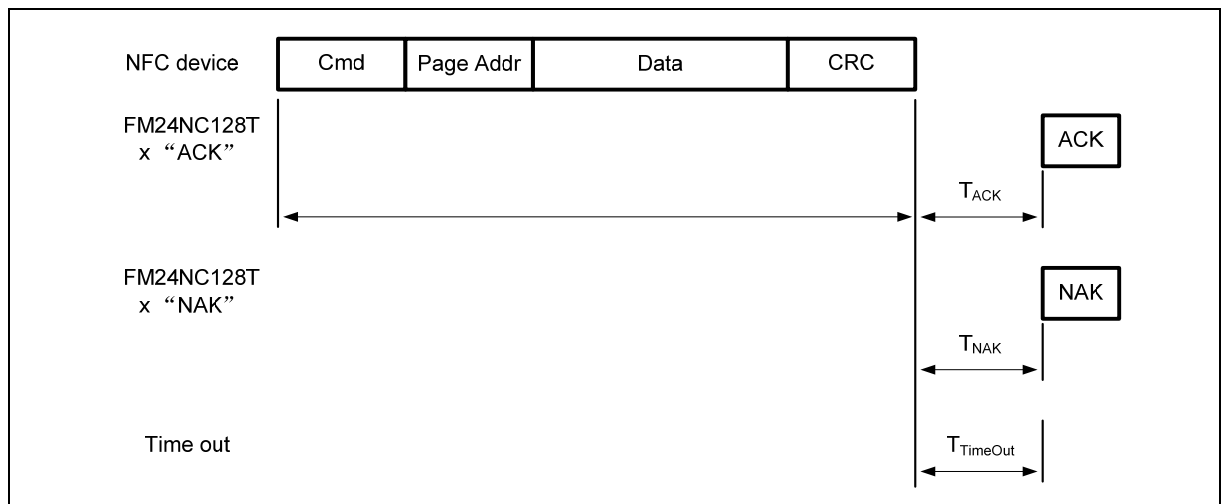 NFC device Cmd Page Addr Data CRC
FM24NC128T
x “ACK”
ACK
TACK
FM24NC128T
x “NAK”
NAK
TNAK
Time out
TTimeOut